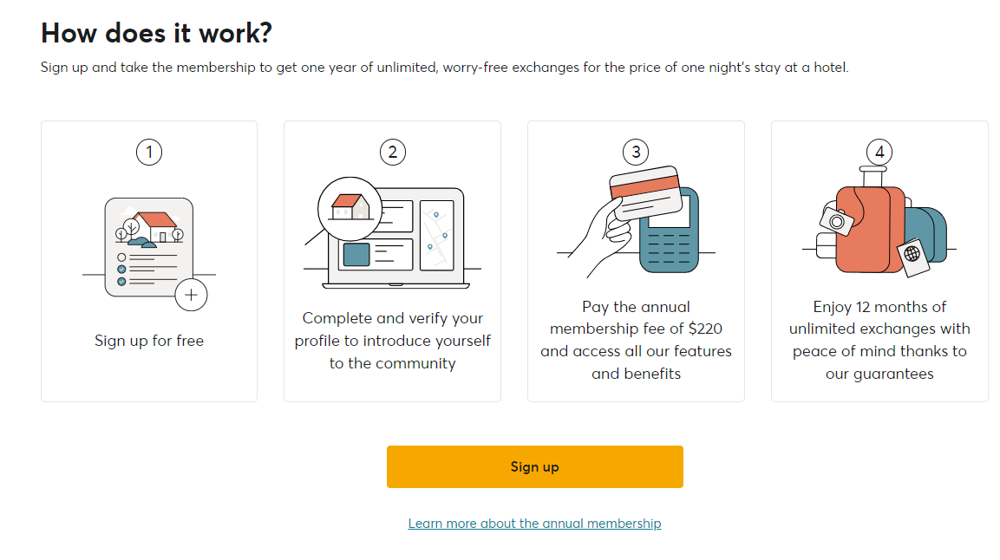 How does it work?
Sign up and take the membership to get one year of unlimited, worry-free exchanges for the price of one night's stay at a hotel.
1
Sign up for free
2
Complete and verify your
profile to introduce yourself
to the community
3
Pay the annual
membership fee of $220
and access all our features
and benefits
4
Enjoy 12 months of
unlimited exchanges with
peace of mind thanks to
our guarantees
Sign up
Learn more about the annual membership